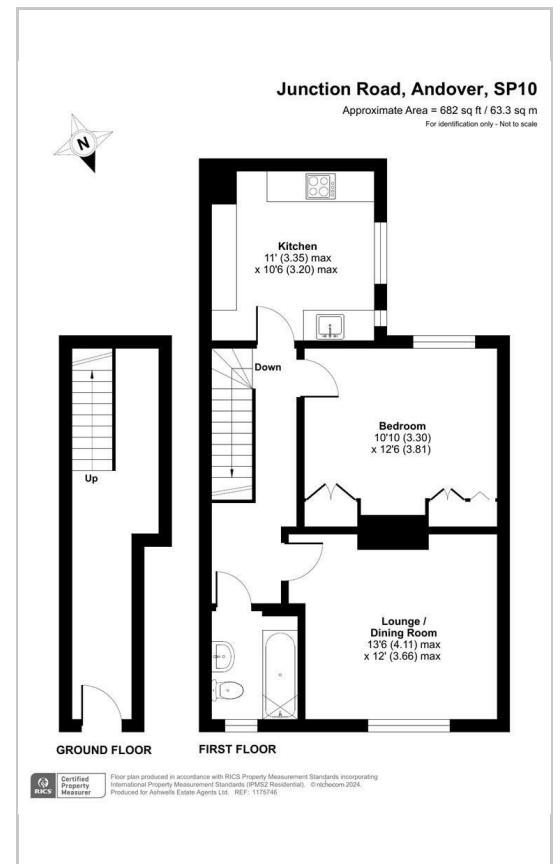 Junction Road, Andover, SP10
Approximate Area = 682 sq ft / 63.3 sq m
For identification only - Not to scale
N
Kitchen
11' (3.35) max
x 10'6 (3.20) max
Down
Bedroom
10'10 (3.30)
x 12'6 (3.81)
Up
Lounge /
Dining Room
13'6 (4.11) max
x 12' (3.66) max
GROUND FLOOR
FIRST FLOOR
RICS
Certified
Property
Measurer
Floor plan produced in accordance with RICS Property Measurement Standards incorporating
International Property Measurement Standards (IPMS2 Residential). © nichecom 2024.
Produced for Ashwells Estate Agents Ltd. REF: 1175746